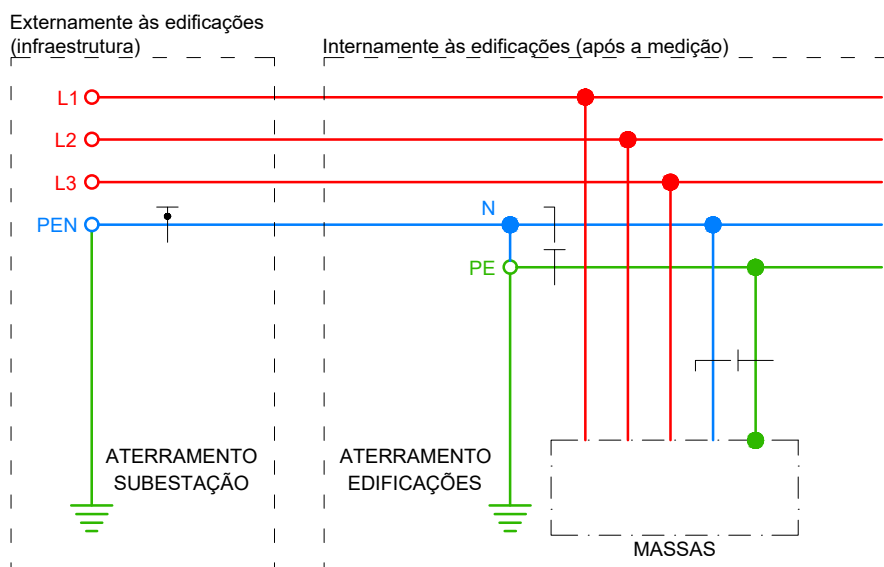 Externamente às edificações
(infraestrutura)
Internamente às edificações (após a medição)
L1
L2
L3
PEN
N
PE
ATERRAMENTO
SUBESTAÇÃO
ATERRAMENTO
EDIFICAÇÕES
MASSAS